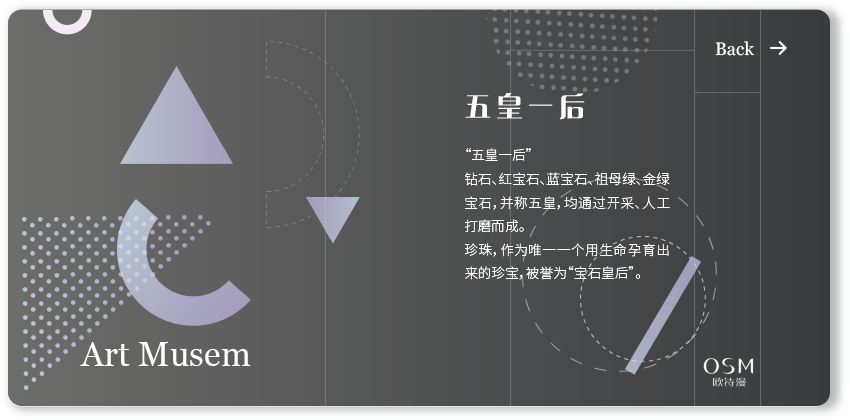 Back
五皇一后
“五皇一后”
钻石、红宝石、蓝宝石、祖母绿、金绿
宝石，并称五皇，均通过开采、人工
打磨而成。
珍珠，作为唯一一个用生命孕育出
来的珍宝，被誉为“宝石皇后”。
Art Musem
OSM
欧诗漫